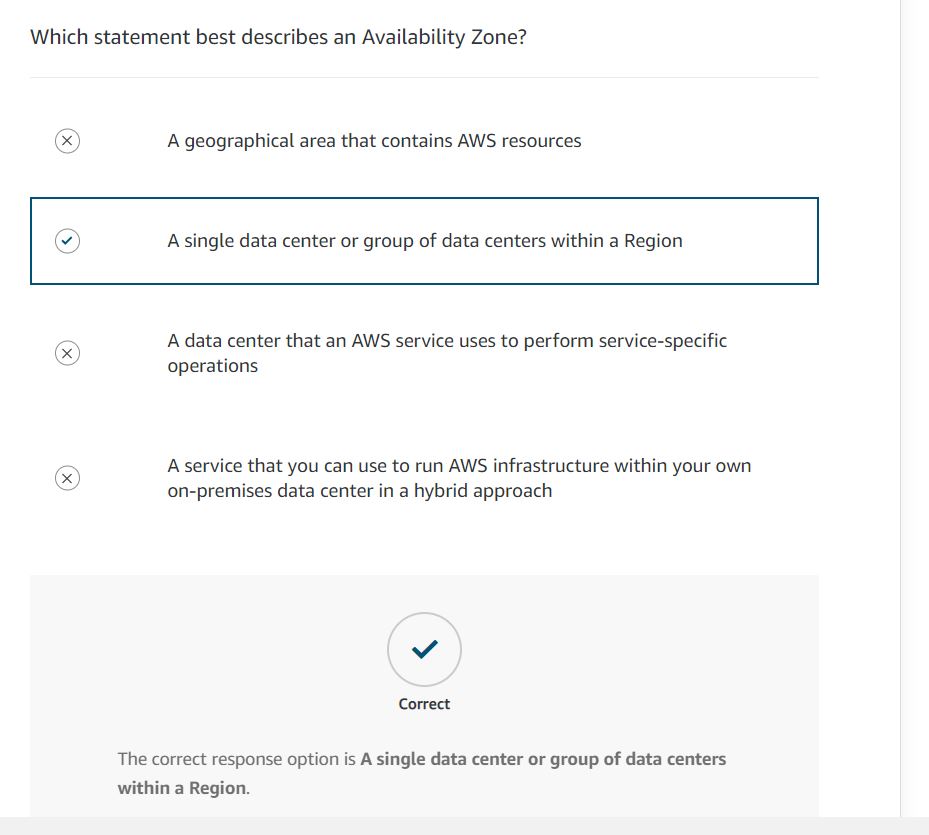 Which statement best describes an Availability Zone?
A geographical area that contains AWS resources
A single data center or group of data centers within a Region
A data center that an AWS service uses to perform service-specific
operations
A service that you can use to run AWS infrastructure within your own
on-premises data center in a hybrid approach
Correct
The correct response option is A single data center or group of data centers
within a Region.